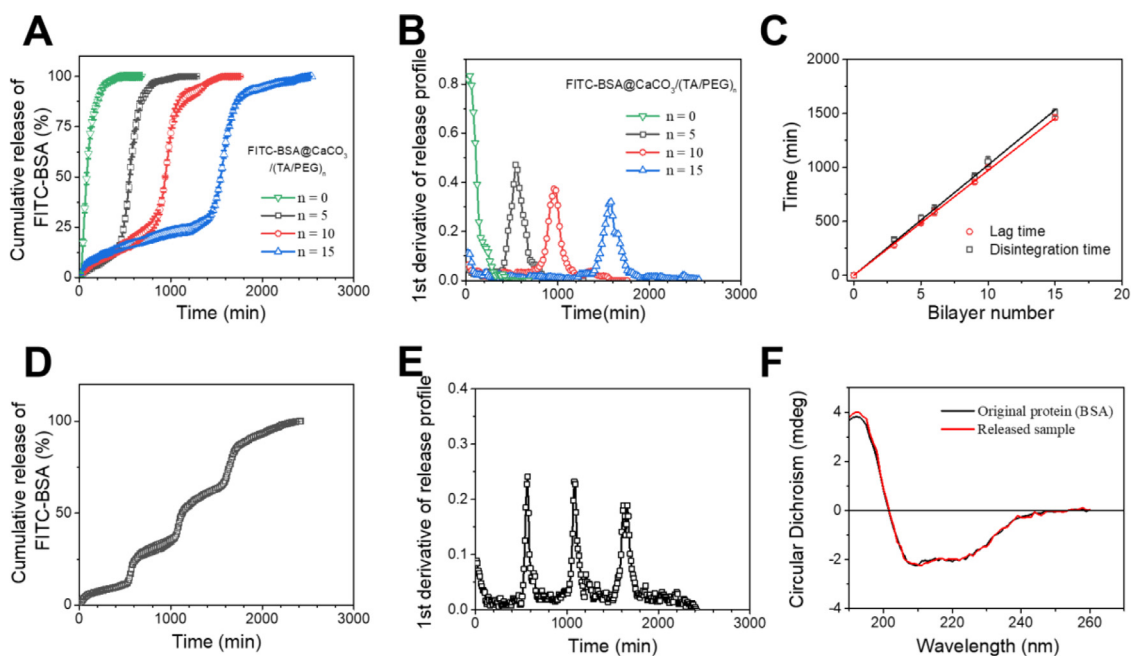 A
Cumulative release of
FITC-BSA (%)
100
75
50
25
0
0
1000
2000
3000
Time (min)
FITC-BSA@CaCO₃
/(TA/PEG)ₙ
n = 0
n = 5
n = 10
n = 15
B
1st derivative of release profile
0.8
0.6
0.4
0.2
0.0
0
1000
2000
3000
Time(min)
FITC-BSA@CaCO₃/(TA/PEG)ₙ
n = 0
n = 5
n = 10
n = 15
C
Time (min)
2000
1500
1000
500
0
0
5
10
15
20
Bilayer number
Lag time
Disintegration time
D
Cumulative release of
FITC-BSA (%)
100
50
0
0
1000
2000
3000
Time (min)
E
1st derivative of release profile
0.4
0.3
0.2
0.1
0.0
0
1000
2000
3000
Time (min)
F
Circular Dichroism (mdeg)
4
2
0
-2
-4
200
220
240
260
Wavelength (nm)
Original protein (BSA)
Released sample